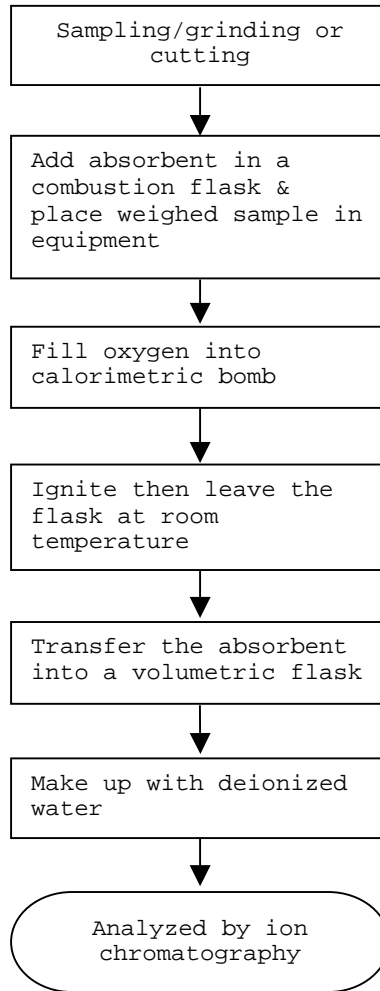 Sampling/grinding or
cutting
Add absorbent in a
combustion flask &
place weighed sample in
equipment
Fill oxygen into
calorimetric bomb
Ignite then leave the
flask at room
temperature
Transfer the absorbent
into a volumetric flask
Make up with deionized
water
Analyzed by ion
chromatography